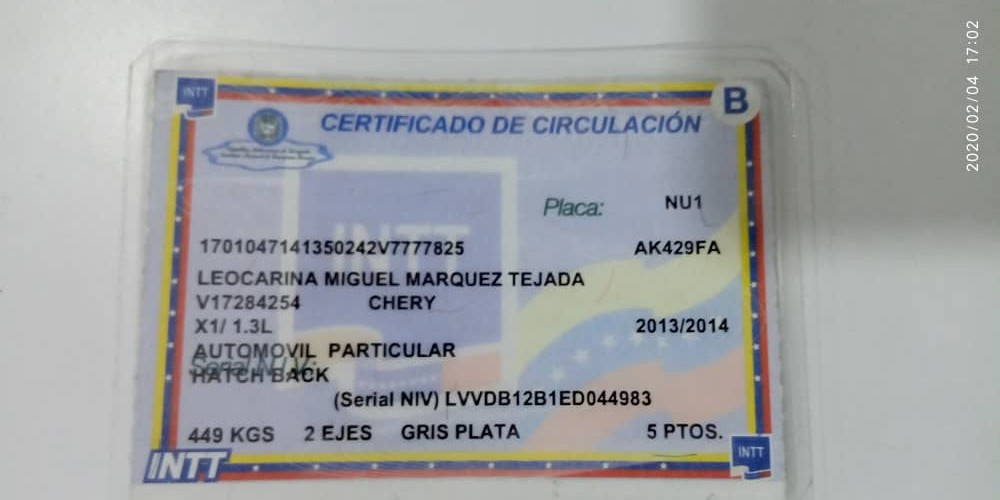 2020/02/04 17:02
INTT
B
CERTIFICADO DE CIRCULACIÓN
Placa: NU1
1701047141350242V7777825 AK429FA
LEOCARINA MIGUEL MARQUEZ TEJADA
V17284254 CHERY
X1/ 1.3L 2013/2014
AUTOMOVIL PARTICULAR
Serial N.I.V:
HATCH BACK
(Serial NIV) LVVDB12B1ED044983
449 KGS 2 EJES GRIS PLATA 5 PTOS.
INTT
INTT
INTT